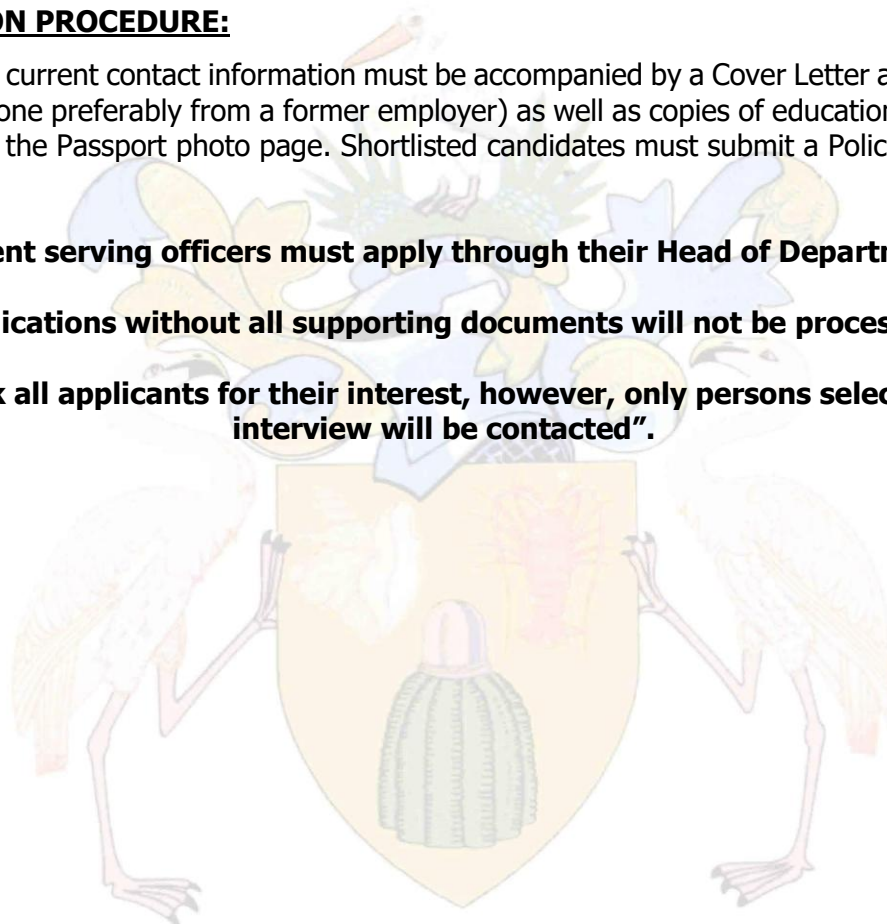 ON PROCEDURE:
current contact information must be accompanied by a Cover Letter a
one preferably from a former employer) as well as copies of education
the Passport photo page. Shortlisted candidates must submit a Polic
ent serving officers must apply through their Head of Departm
lications without all supporting documents will not be proces
k all applicants for their interest, however, only persons selec
interview will be contacted”.